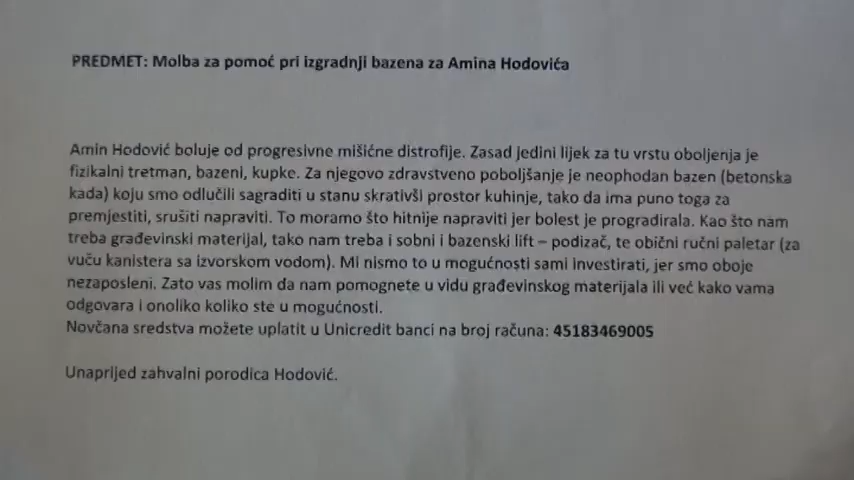 PREDMET: Molba za pomoć pri izgradnji bazena za Amina Hodovića
Amin Hodović boluje od progresivne mišićne distrofije. Zasad jedini lijek za tu vrstu oboljenja je
fizikalni tretman, bazeni, kupke. Za njegovo zdravstveno poboljšanje je neophodan bazen (betonska
kada) koju smo odlučili sagraditi u stanu skrativši prostor kuhinje, tako da ima puno toga za
premjestiti, srušiti napraviti. To moramo što hitnije napraviti jer bolest je progradirala. Kao što nam
treba građevinski materijal, tako nam treba i sobni i bazenski lift – podizač, te obični ručni paletar (za
vuču kanistera sa izvorskom vodom). Mi nismo to u mogućnosti sami investirati, jer smo oboje
nezaposleni. Zato vas molim da nam pomognete u vidu građevinskog materijala ili već kako vama
odgovara i onoliko koliko ste u mogućnosti.
Novčana sredstva možete uplatit u Unicredit banci na broj računa: 45183469005
Unaprijed zahvalni porodica Hodović.